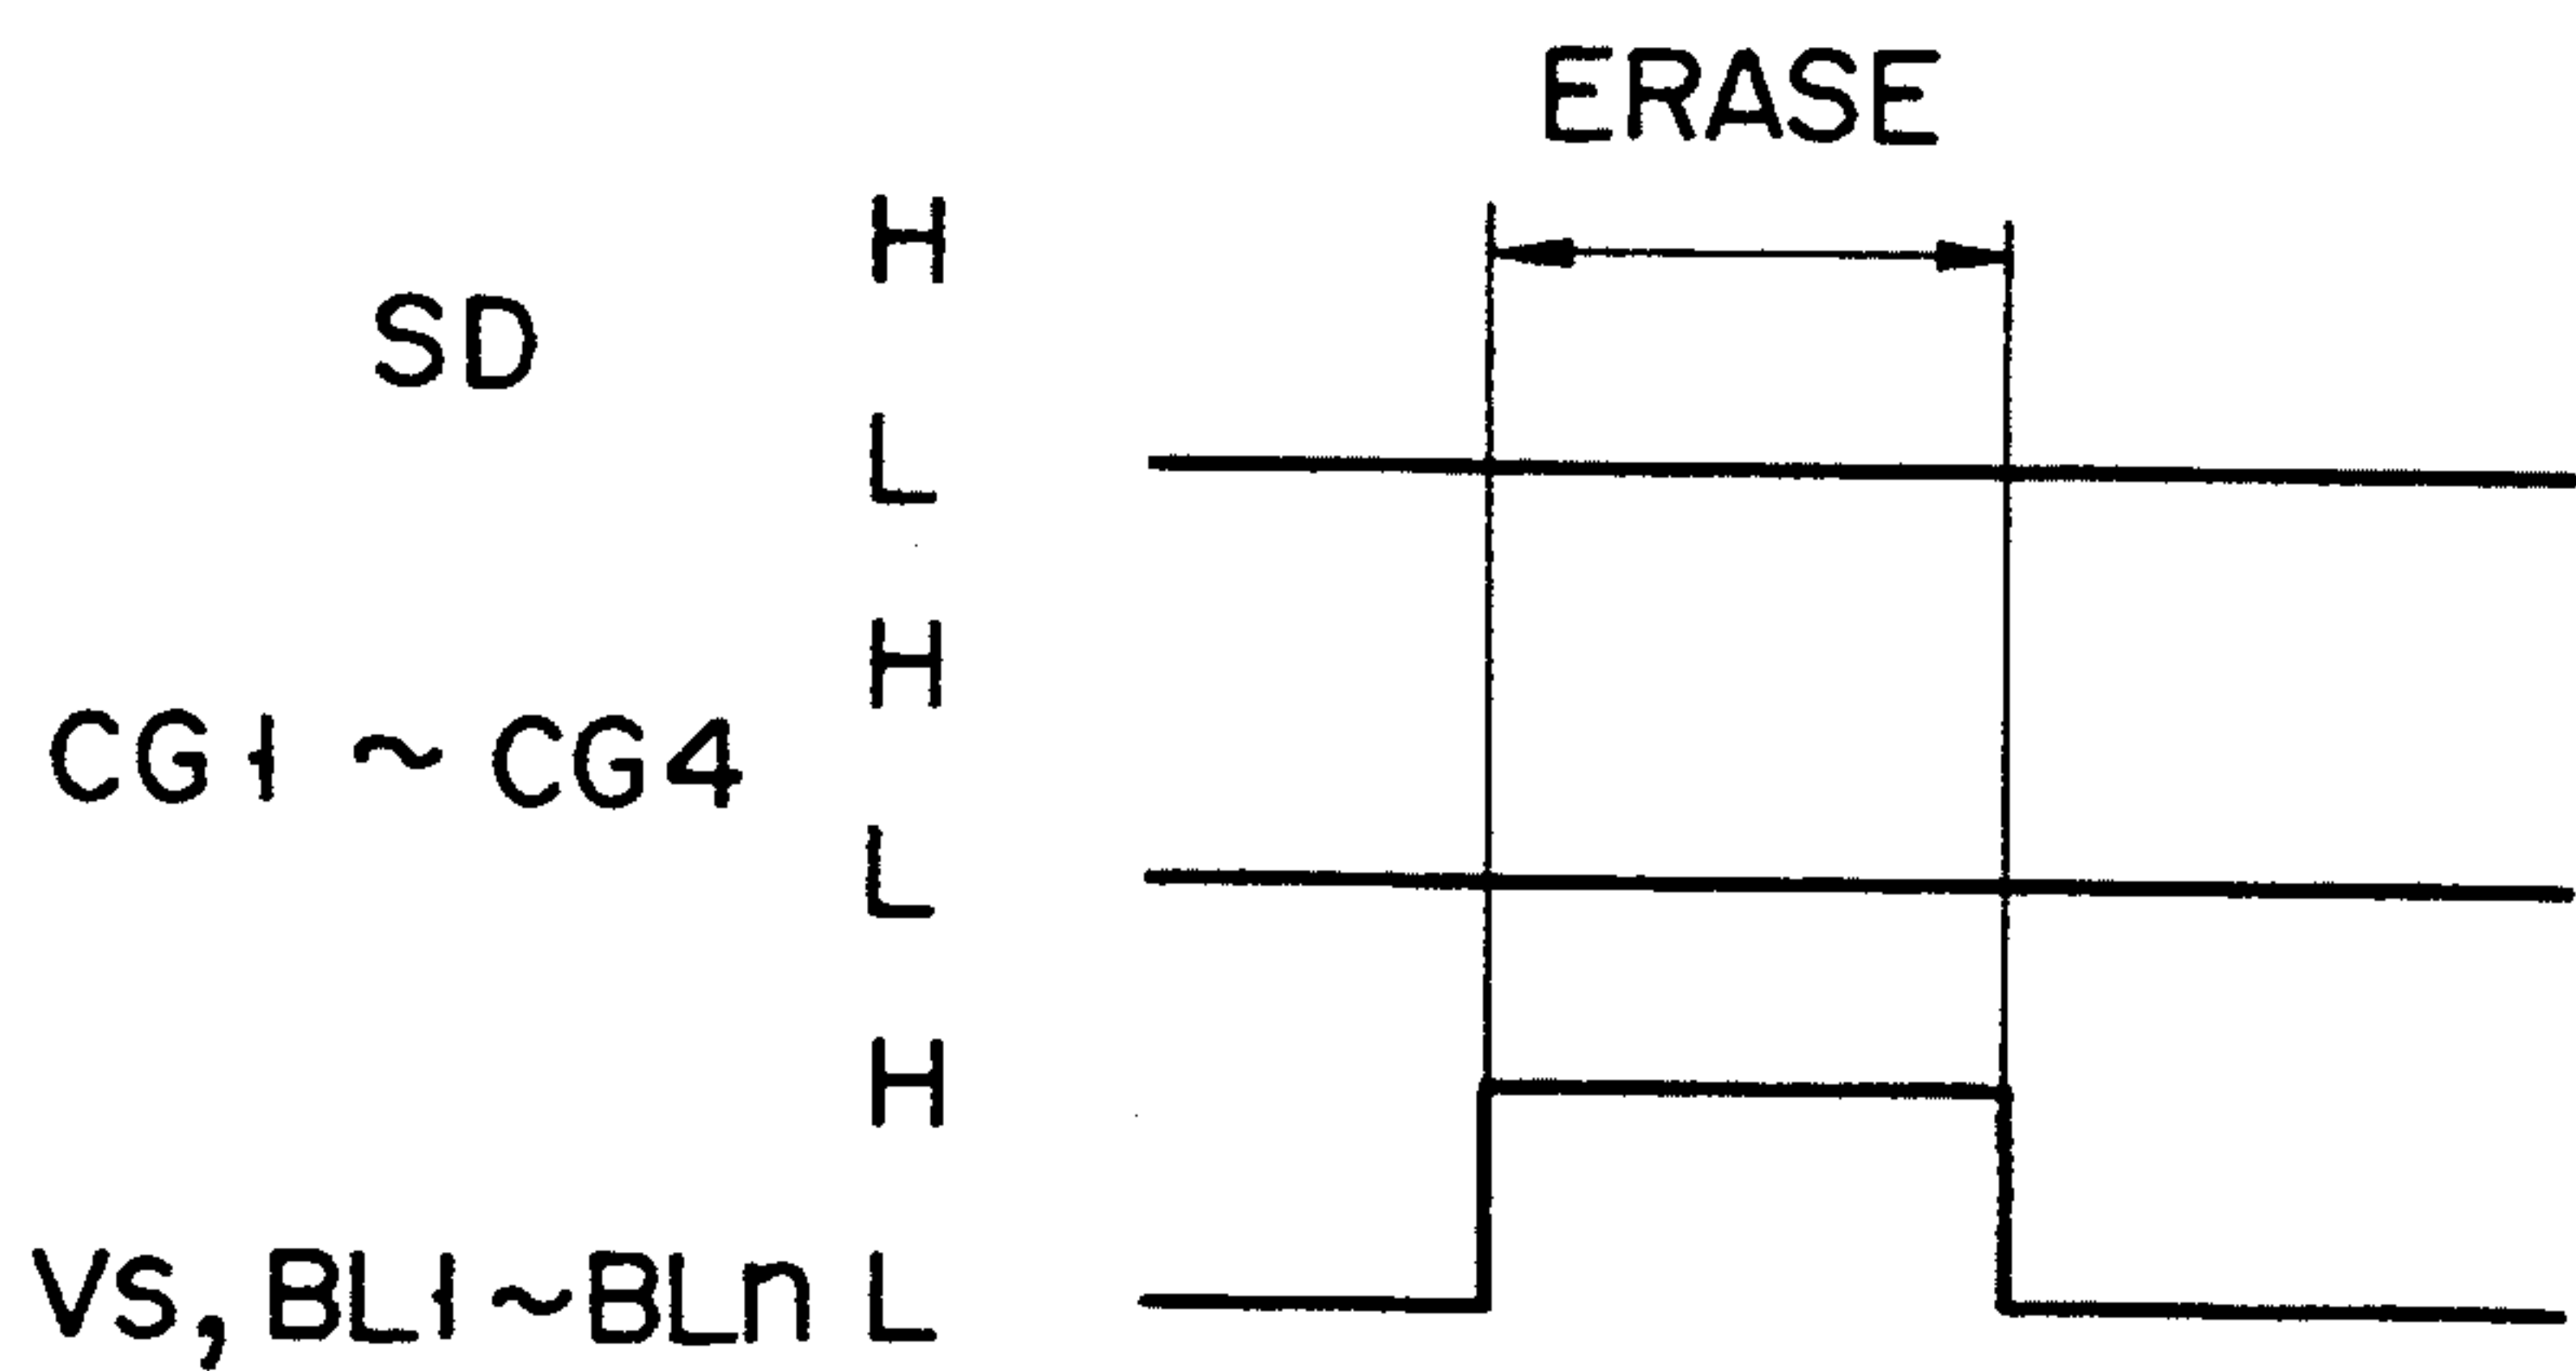 ERASE
H
SD
L
H
CG1 ~ CG4
L
H
VS, BL1~BLn L